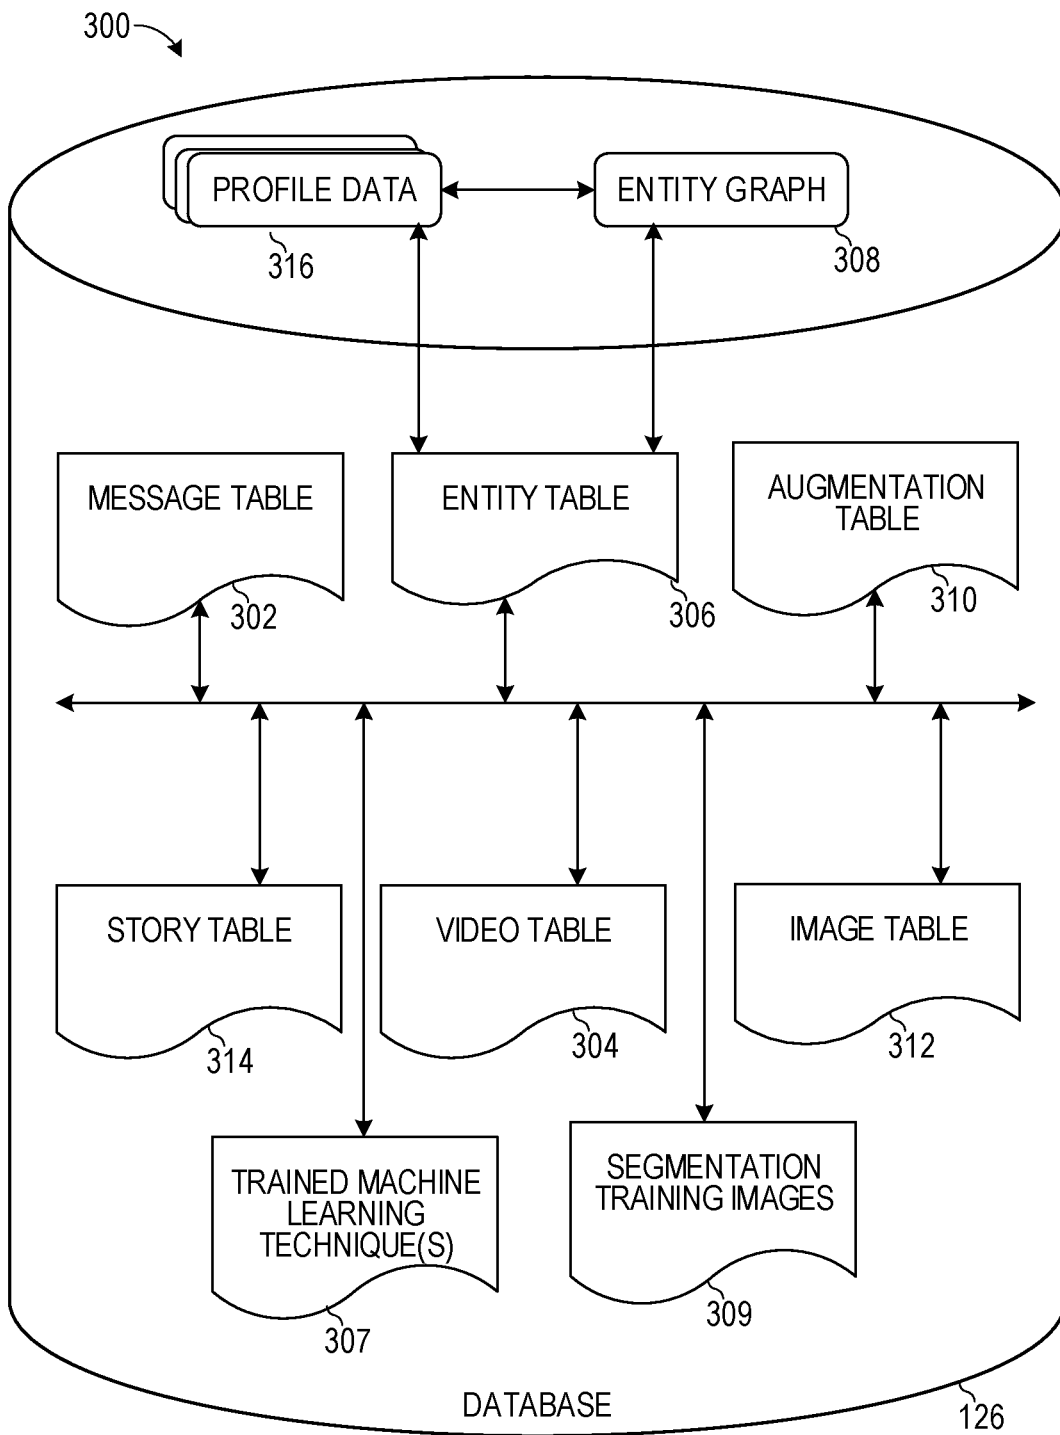 300
PROFILE DATA
ENTITY GRAPH
316
308
MESSAGE TABLE
ENTITY TABLE
AUGMENTATION
TABLE
302
306
310
STORY TABLE
VIDEO TABLE
IMAGE TABLE
314
304
312
TRAINED MACHINE
LEARNING
TECHNIQUE(S)
SEGMENTATION
TRAINING IMAGES
307
309
DATABASE
126